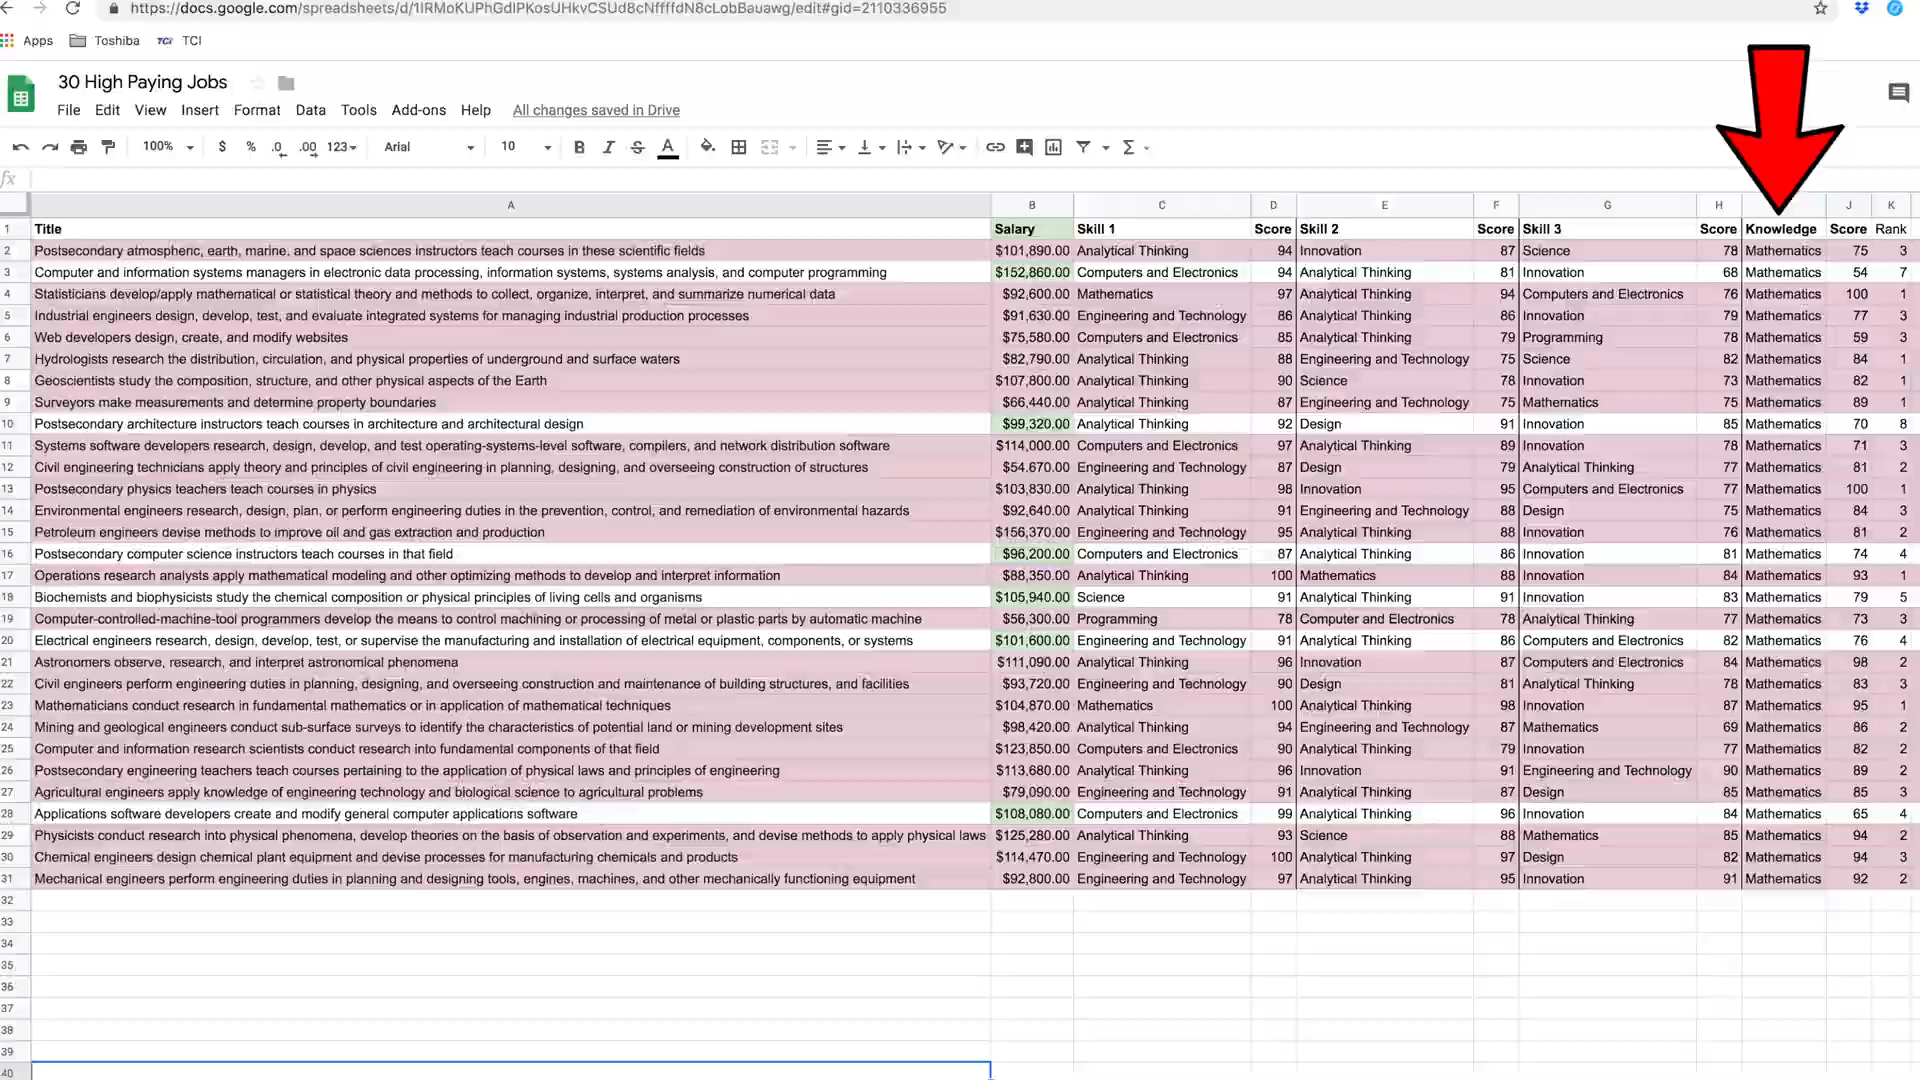 https://docs.google.com/spreadsheets/d/1IRMoKUPhGdIPKosUHkvCSUd8cNffffdN8cLobBauawg/edit#gid=2110336955
Apps Toshiba TCi TCI
30 High Paying Jobs
File Edit View Insert Format Data Tools Add-ons Help All changes saved in Drive
100% $ % .0 .00 123 Arial 10 B I S A Σ
fx
A B C D E F G H J K
1 Title Salary Skill 1 Score Skill 2 Score Skill 3 Score Knowledge Score Rank
2 Postsecondary atmospheric, earth, marine, and space sciences instructors teach courses in these scientific fields $101,890.00 Analytical Thinking 94 Innovation 87 Science 78 Mathematics 75 3
3 Computer and information systems managers in electronic data processing, information systems, systems analysis, and computer programming $152,860.00 Computers and Electronics 94 Analytical Thinking 81 Innovation 68 Mathematics 54 7
4 Statisticians develop/apply mathematical or statistical theory and methods to collect, organize, interpret, and summarize numerical data $92,600.00 Mathematics 97 Analytical Thinking 94 Computers and Electronics 76 Mathematics 100 1
5 Industrial engineers design, develop, test, and evaluate integrated systems for managing industrial production processes $91,630.00 Engineering and Technology 86 Analytical Thinking 86 Innovation 79 Mathematics 77 3
6 Web developers design, create, and modify websites $75,580.00 Computers and Electronics 85 Analytical Thinking 79 Programming 78 Mathematics 59 3
7 Hydrologists research the distribution, circulation, and physical properties of underground and surface waters $82,790.00 Analytical Thinking 88 Engineering and Technology 75 Science 82 Mathematics 84 1
8 Geoscientists study the composition, structure, and other physical aspects of the Earth $107,800.00 Analytical Thinking 90 Science 78 Innovation 73 Mathematics 82 1
9 Surveyors make measurements and determine property boundaries $66,440.00 Analytical Thinking 87 Engineering and Technology 75 Mathematics 75 Mathematics 89 1
10 Postsecondary architecture instructors teach courses in architecture and architectural design $99,320.00 Analytical Thinking 92 Design 91 Innovation 85 Mathematics 70 8
11 Systems software developers research, design, develop, and test operating-systems-level software, compilers, and network distribution software $114,000.00 Computers and Electronics 97 Analytical Thinking 89 Innovation 78 Mathematics 71 3
12 Civil engineering technicians apply theory and principles of civil engineering in planning, designing, and overseeing construction of structures $54,670.00 Engineering and Technology 87 Design 79 Analytical Thinking 77 Mathematics 81 2
13 Postsecondary physics teachers teach courses in physics $103,830.00 Analytical Thinking 98 Innovation 95 Computers and Electronics 77 Mathematics 100 1
14 Environmental engineers research, design, plan, or perform engineering duties in the prevention, control, and remediation of environmental hazards $92,640.00 Analytical Thinking 91 Engineering and Technology 88 Design 75 Mathematics 84 3
15 Petroleum engineers devise methods to improve oil and gas extraction and production $156,370.00 Engineering and Technology 95 Analytical Thinking 88 Innovation 76 Mathematics 81 2
16 Postsecondary computer science instructors teach courses in that field $96,200.00 Computers and Electronics 87 Analytical Thinking 86 Innovation 81 Mathematics 74 4
17 Operations research analysts apply mathematical modeling and other optimizing methods to develop and interpret information $88,350.00 Analytical Thinking 100 Mathematics 88 Innovation 84 Mathematics 93 1
18 Biochemists and biophysicists study the chemical composition or physical principles of living cells and organisms $105,940.00 Science 91 Analytical Thinking 91 Innovation 83 Mathematics 79 5
19 Computer-controlled-machine-tool programmers develop the means to control machining or processing of metal or plastic parts by automatic machine $56,300.00 Programming 78 Computer and Electronics 78 Analytical Thinking 77 Mathematics 73 3
20 Electrical engineers research, design, develop, test, or supervise the manufacturing and installation of electrical equipment, components, or systems $101,600.00 Engineering and Technology 91 Analytical Thinking 86 Computers and Electronics 82 Mathematics 76 4
21 Astronomers observe, research, and interpret astronomical phenomena $111,090.00 Analytical Thinking 96 Innovation 87 Computers and Electronics 84 Mathematics 98 2
22 Civil engineers perform engineering duties in planning, designing, and overseeing construction and maintenance of building structures, and facilities $93,720.00 Engineering and Technology 90 Design 81 Analytical Thinking 78 Mathematics 83 3
23 Mathematicians conduct research in fundamental mathematics or in application of mathematical techniques $104,870.00 Mathematics 100 Analytical Thinking 98 Innovation 87 Mathematics 95 1
24 Mining and geological engineers conduct sub-surface surveys to identify the characteristics of potential land or mining development sites $98,420.00 Analytical Thinking 94 Engineering and Technology 87 Mathematics 69 Mathematics 86 2
25 Computer and information research scientists conduct research into fundamental components of that field $123,850.00 Computers and Electronics 90 Analytical Thinking 79 Innovation 77 Mathematics 82 2
26 Postsecondary engineering teachers teach courses pertaining to the application of physical laws and principles of engineering $113,680.00 Analytical Thinking 96 Innovation 91 Engineering and Technology 90 Mathematics 89 2
27 Agricultural engineers apply knowledge of engineering technology and biological science to agricultural problems $79,090.00 Engineering and Technology 91 Analytical Thinking 87 Design 85 Mathematics 85 3
28 Applications software developers create and modify general computer applications software $108,080.00 Computers and Electronics 99 Analytical Thinking 96 Innovation 84 Mathematics 65 4
29 Physicists conduct research into physical phenomena, develop theories on the basis of observation and experiments, and devise methods to apply physical laws $125,280.00 Analytical Thinking 93 Science 88 Mathematics 85 Mathematics 94 2
30 Chemical engineers design chemical plant equipment and devise processes for manufacturing chemicals and products $114,470.00 Engineering and Technology 100 Analytical Thinking 97 Design 82 Mathematics 94 3
31 Mechanical engineers perform engineering duties in planning and designing tools, engines, machines, and other mechanically functioning equipment $92,800.00 Engineering and Technology 97 Analytical Thinking 95 Innovation 91 Mathematics 92 2
32
33
34
35
36
37
38
39
40